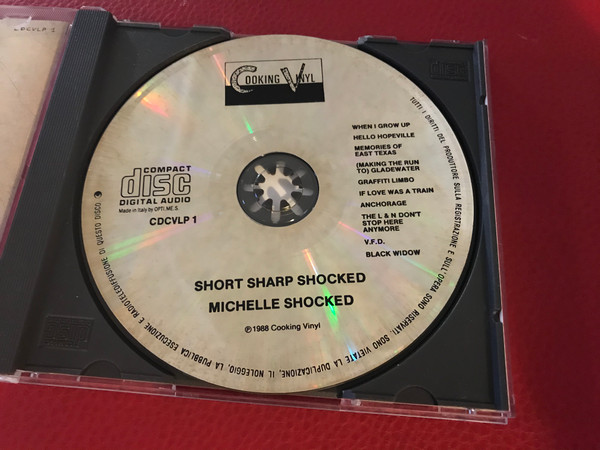 CDCVLP 1
COOKING VINYL
WHEN I GROW UP
HELLO HOPEVILLE
MEMORIES OF
EAST TEXAS
(MAKING THE RUN
TO) GLADEWATER
GRAFFITI LIMBO
IF LOVE WAS A TRAIN
ANCHORAGE
THE L & N DON'T
STOP HERE
ANYMORE
V.F.D.
BLACK WIDOW
COMPACT
disc
DIGITAL AUDIO
Made in Italy by OPTI.ME.S.
CDCVLP 1
SHORT SHARP SHOCKED
MICHELLE SHOCKED
℗ 1988 Cooking Vinyl
TUTTI I DIRITTI DEL PRODUTTORE SULLA REGISTRAZIONE E SULL'OPERA SONO RISERVATI. SONO VIETATE LA DUPLICAZIONE, IL NOLEGGIO, LA PUBBLICA ESECUZIONE E RADIOTELEDIFFUSIONE DI QUESTO DISCO